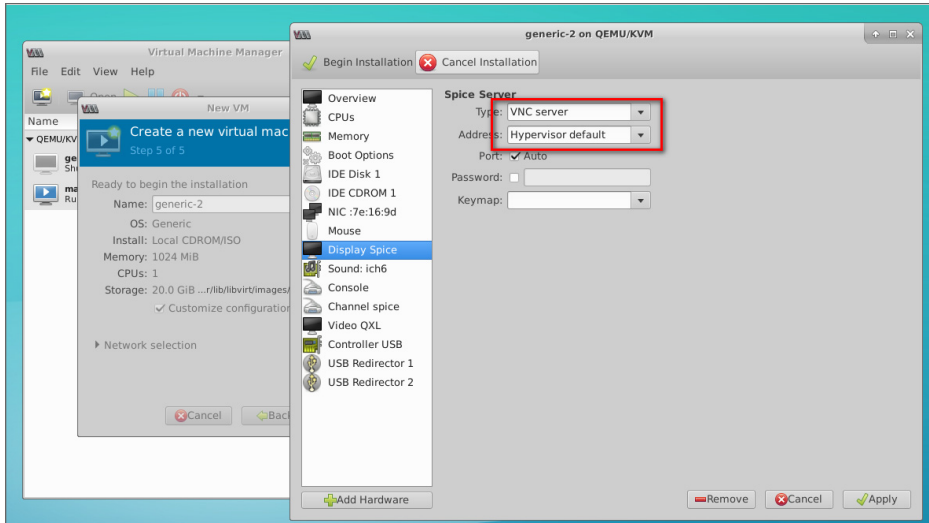 Virtual Machine Manager
File Edit View Help
Open
Name
QEMU/KV
ge
Sh
ma
Ru
New VM
Create a new virtual mac
Step 5 of 5
Ready to begin the installation
Name: generic-2
OS: Generic
Install: Local CDROM/ISO
Memory: 1024 MiB
CPUs: 1
Storage: 20.0 GiB ...r/lib/libvirt/images/
Customize configuration
Network selection
Cancel Back
generic-2 on QEMU/KVM
Begin Installation Cancel Installation
Overview
CPUs
Memory
Boot Options
IDE Disk 1
IDE CDROM 1
NIC :7e:16:9d
Mouse
Display Spice
Sound: ich6
Console
Channel spice
Video QXL
Controller USB
USB Redirector 1
USB Redirector 2
Add Hardware
Spice Server
Type: VNC server
Address: Hypervisor default
Port: Auto
Password:
Keymap:
Remove Cancel Apply